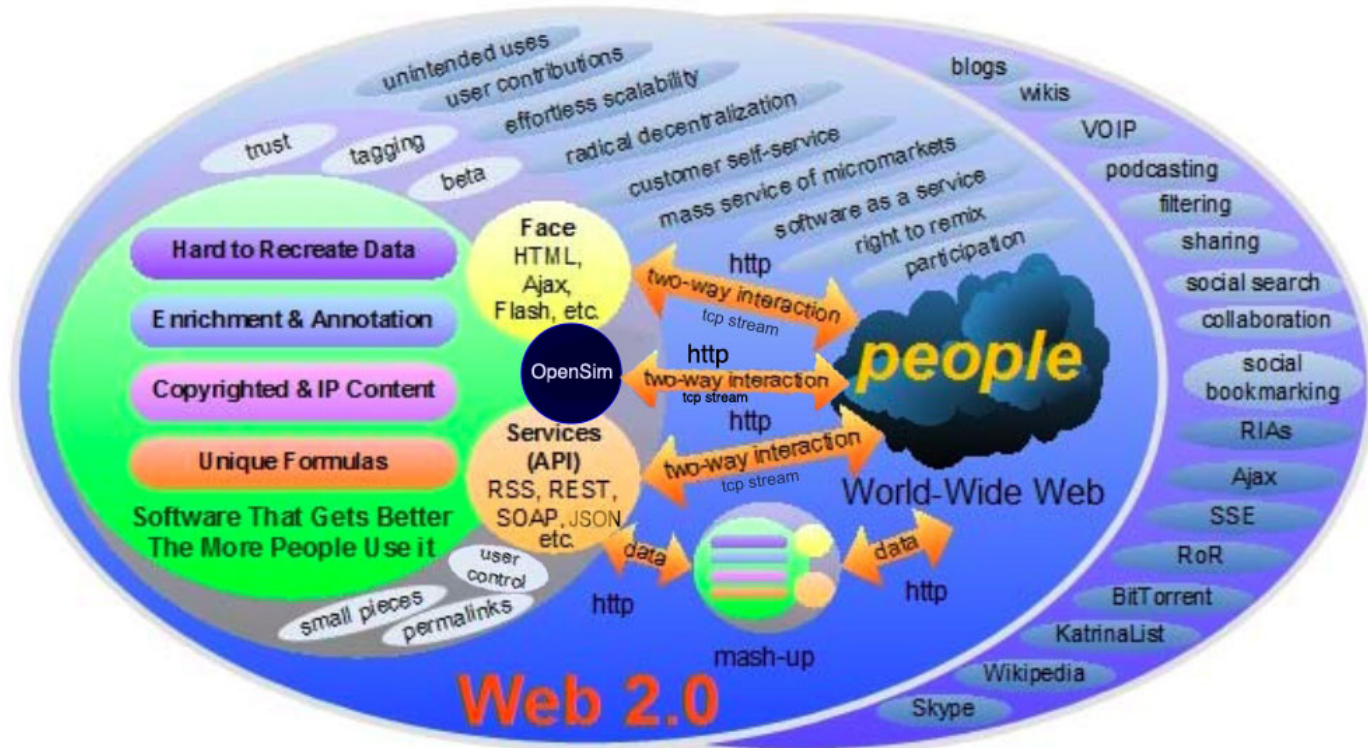 unintended uses
user contributions
effortless scalability
radical decentralization
customer self-service
mass service of micromarkets
software as a service
right to remix
participation
trust
tagging
beta
Hard to Recreate Data
Enrichment & Annotation
Copyrighted & IP Content
Unique Formulas
Software That Gets Better
The More People Use it
Face
HTML,
Ajax,
Flash, etc.
OpenSim
Services
(API)
RSS, REST,
SOAP, JSON
etc.
http
two-way interaction
tcp stream
http
two-way interaction
tcp stream
http
two-way interaction
tcp stream
people
World-Wide Web
data
http
data
http
mash-up
user
control
small pieces
permalinks
Web 2.0
blogs
wikis
VOIP
podcasting
filtering
sharing
social search
collaboration
social
bookmarking
RIAs
Ajax
SSE
RoR
BitTorrent
KatrinaList
Wikipedia
Skype